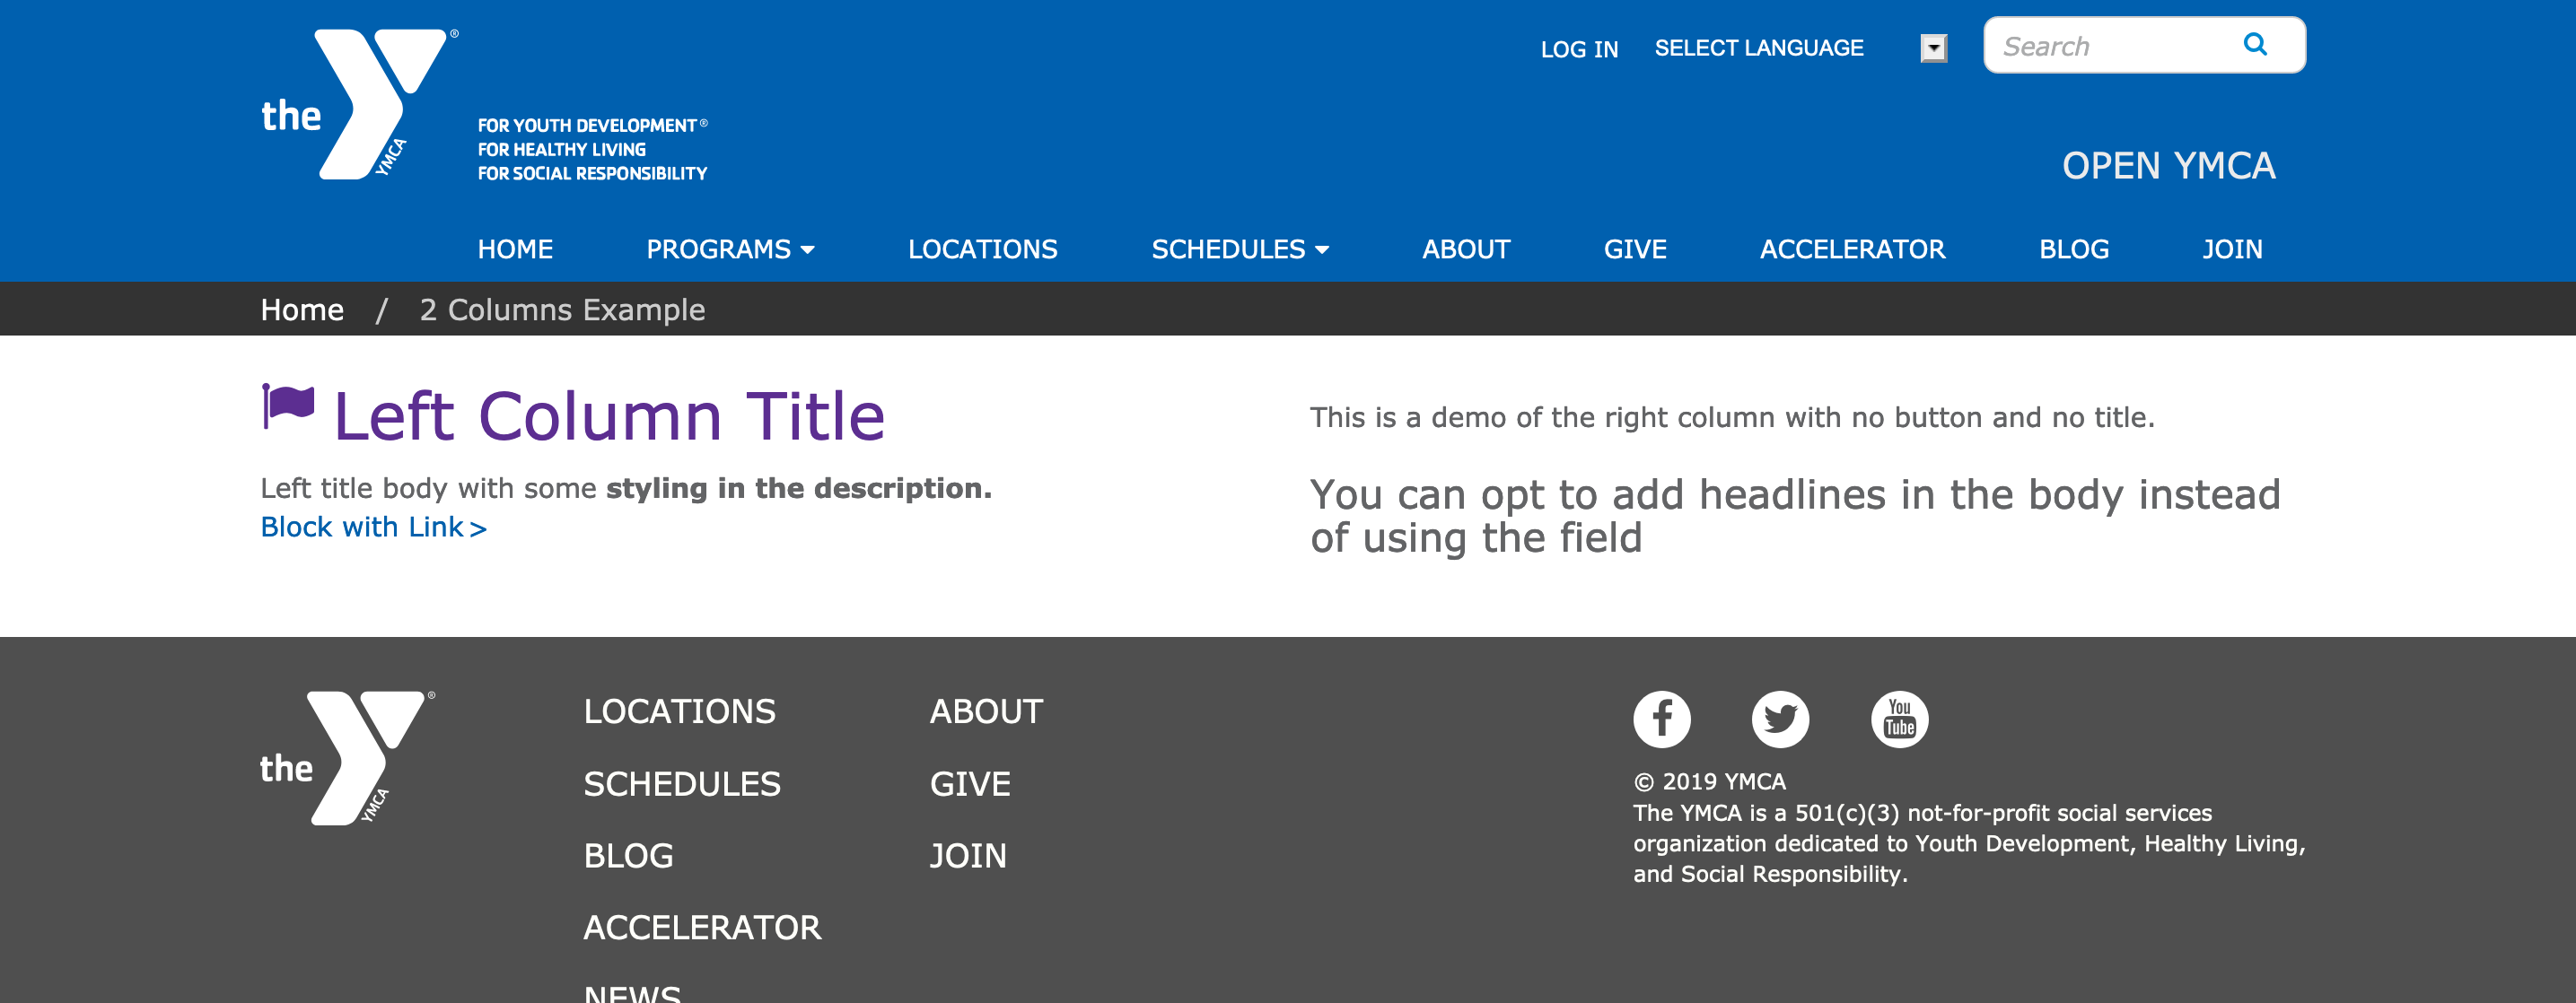 the YMCA ®
FOR YOUTH DEVELOPMENT®
FOR HEALTHY LIVING
FOR SOCIAL RESPONSIBILITY
LOG IN SELECT LANGUAGE Search
OPEN YMCA
HOME PROGRAMS LOCATIONS SCHEDULES ABOUT GIVE ACCELERATOR BLOG JOIN
Home / 2 Columns Example
Left Column Title
Left title body with some styling in the description.
Block with Link >
This is a demo of the right column with no button and no title.
You can opt to add headlines in the body instead
of using the field
the YMCA ®
LOCATIONS
SCHEDULES
BLOG
ACCELERATOR
NEWS
ABOUT
GIVE
JOIN
You
Tube
© 2019 YMCA
The YMCA is a 501(c)(3) not-for-profit social services
organization dedicated to Youth Development, Healthy Living,
and Social Responsibility.